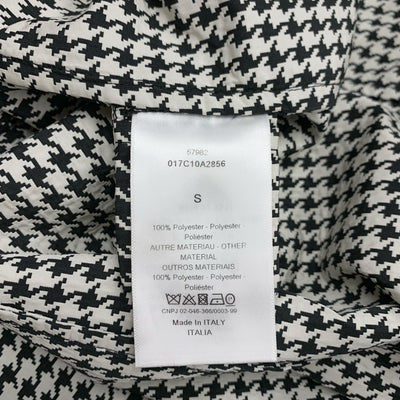 57982
017C10A2856
S
100% Polyester - Polyester -
Poliéster
AUTRE MATERIAU - OTHER
MATERIAL
OUTROS MATERIAIS
100% Polyester - Polyester -
Poliéster
CNPJ 02-046-366/0003-99
Made In ITALY
ITALIA